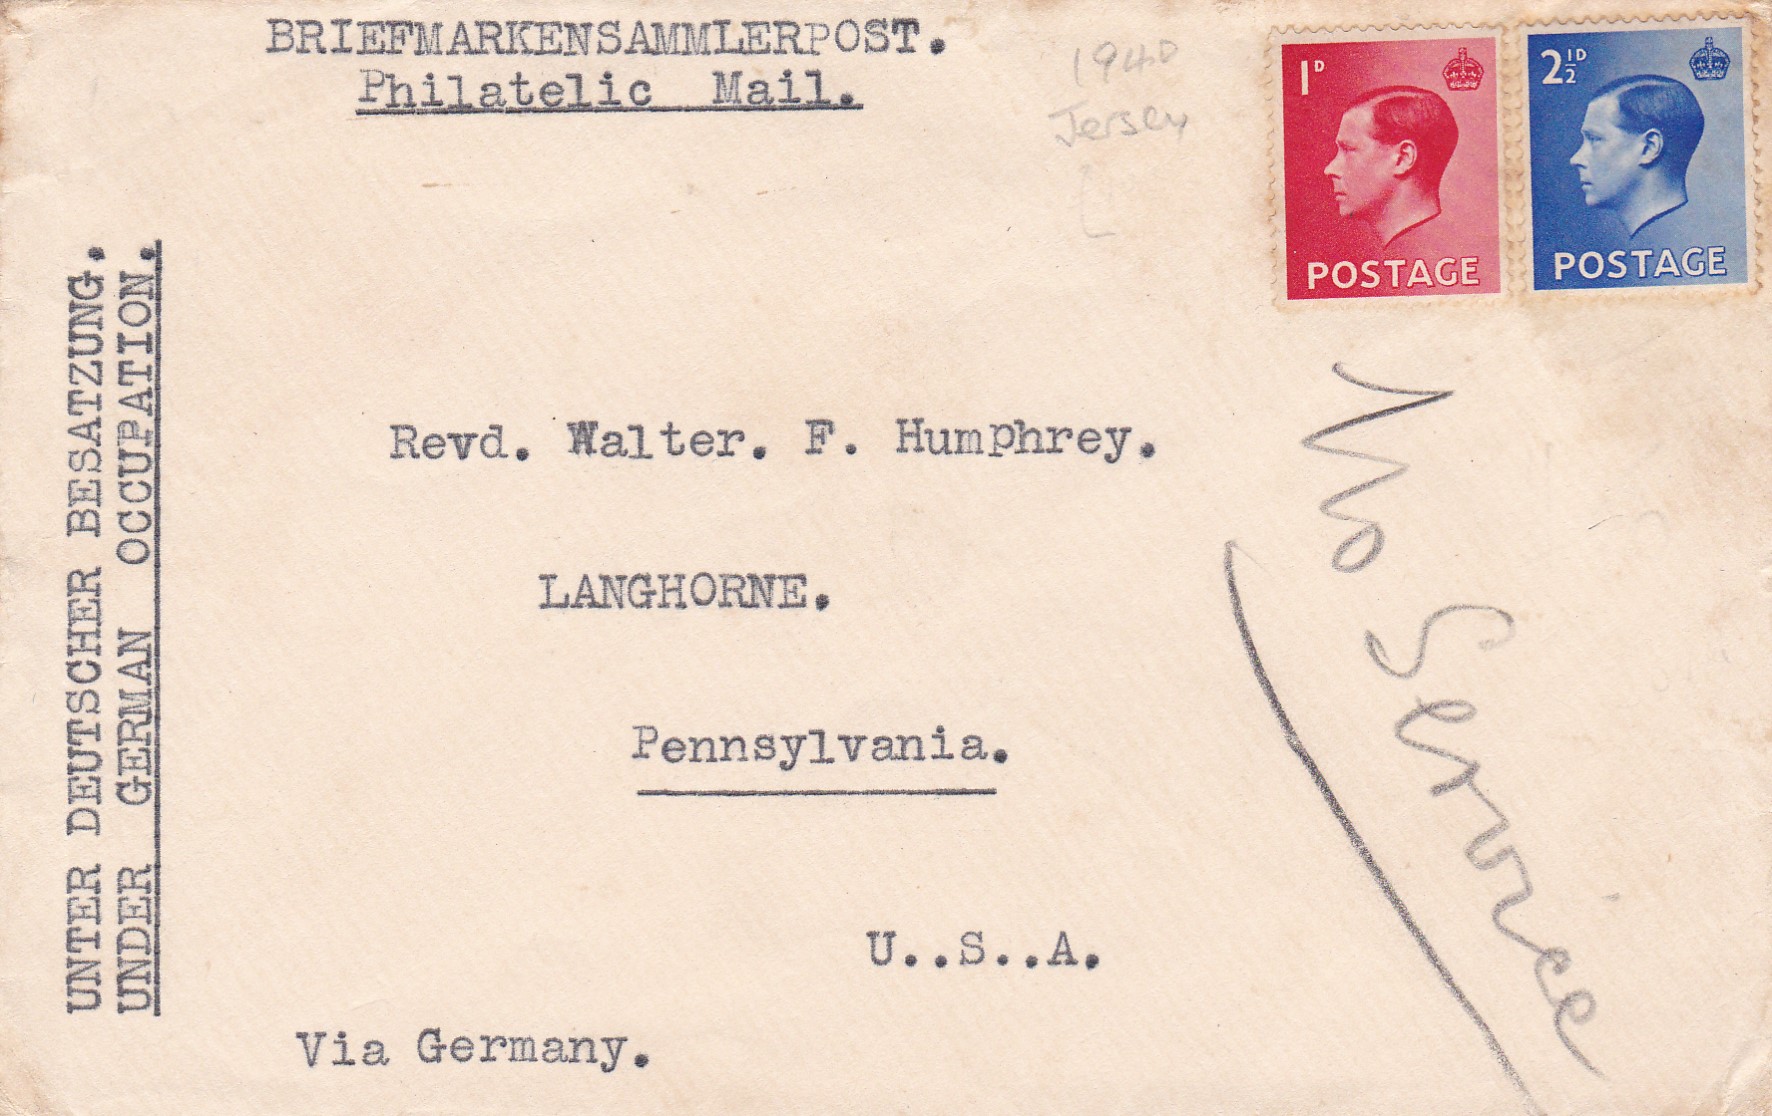 BRIEFMARKENSAMMLERPOST.
Philatelic Mail.
1940
Jersey
1D
POSTAGE
2½D
POSTAGE
UNTER DEUTSCHER BESATZUNG.
UNDER GERMAN OCCUPATION.
Revd. Walter. F. Humphrey.
LANGHORNE.
Pennsylvania.
U..S..A.
Via Germany.
No Service